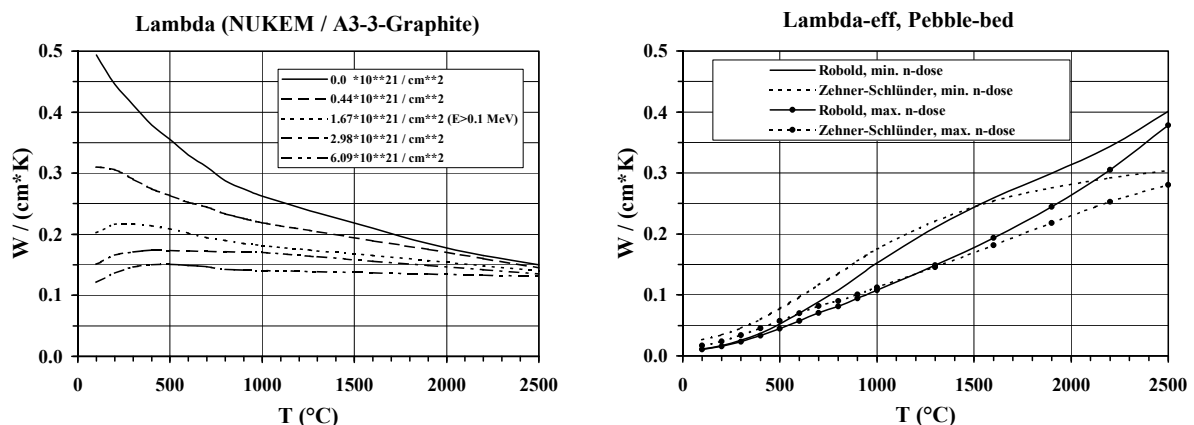 Lambda (NUKEM / A3-3-Graphite)
0.5
0.4
0.3
0.2
0.1
0.0
W / (cm*K)
0.0 *10**21 / cm**2
0.44*10**21 / cm**2
1.67*10**21 / cm**2 (E>0.1 MeV)
2.98*10**21 / cm**2
6.09*10**21 / cm**2
0 500 1000 1500 2000 2500
T (°C)
Lambda-eff, Pebble-bed
0.5
0.4
0.3
0.2
0.1
0.0
W / (cm*K)
Robold, min. n-dose
Zehner-Schlünder, min. n-dose
Robold, max. n-dose
Zehner-Schlünder, max. n-dose
0 500 1000 1500 2000 2500
T (°C)